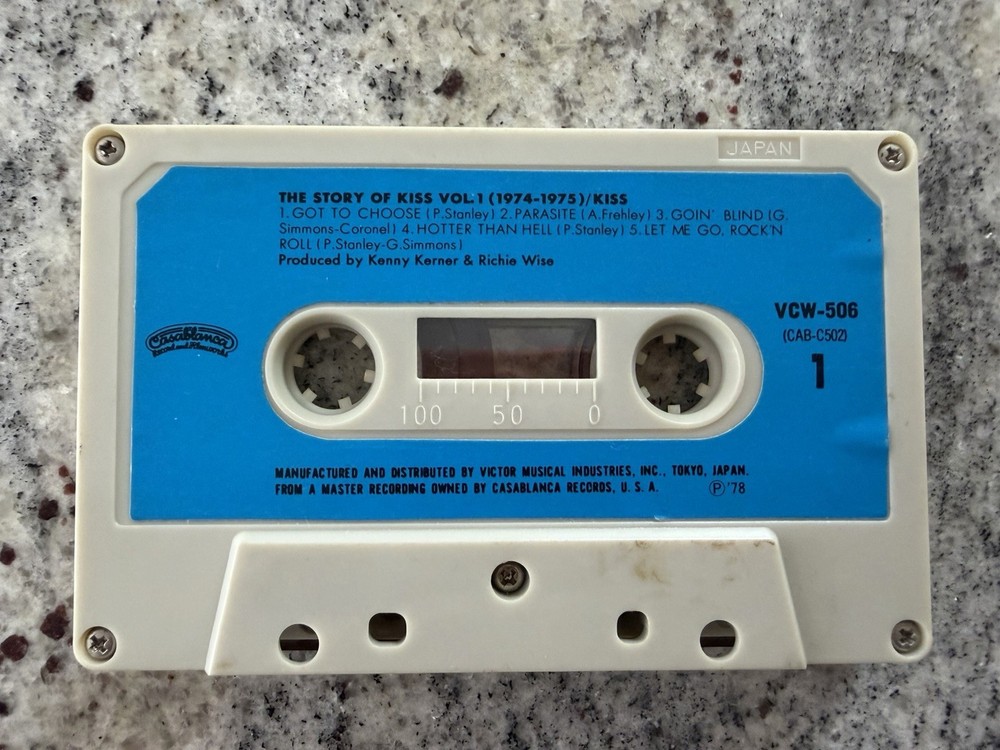 JAPAN
THE STORY OF KISS VOL.1 (1974-1975)/KISS
1. GOT TO CHOOSE (P.Stanley) 2. PARASITE (A.Frehley) 3. GOIN' BLIND (G.
Simmons-Coronel) 4. HOTTER THAN HELL (P.Stanley) 5. LET ME GO, ROCK'N
ROLL (P.Stanley-G.Simmons)
Produced by Kenny Kerner & Richie Wise
VCW-506
(CAB-C502)
1
Casablanca
Record and Filmworks
100 50 0
MANUFACTURED AND DISTRIBUTED BY VICTOR MUSICAL INDUSTRIES, INC., TOKYO, JAPAN.
FROM A MASTER RECORDING OWNED BY CASABLANCA RECORDS, U. S. A. Ⓟ'78